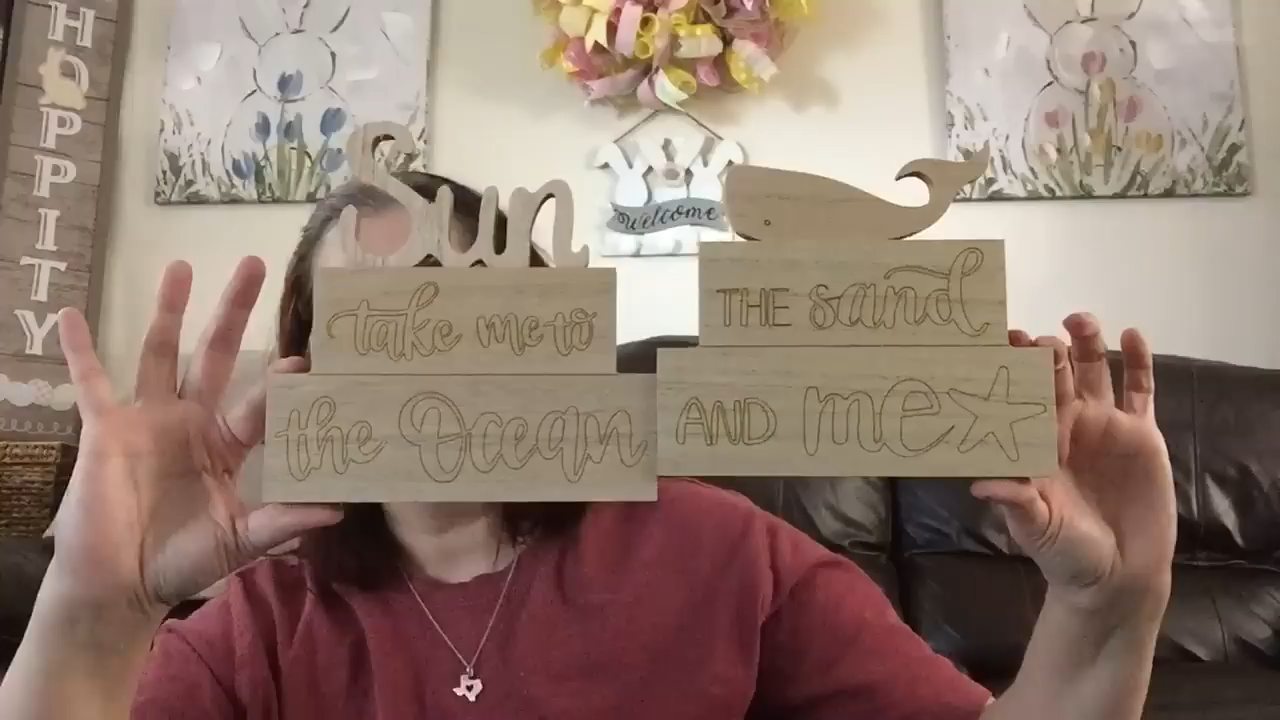 HOPPITY
welcome
Sun
take me to
the Ocean
THE sand
AND me